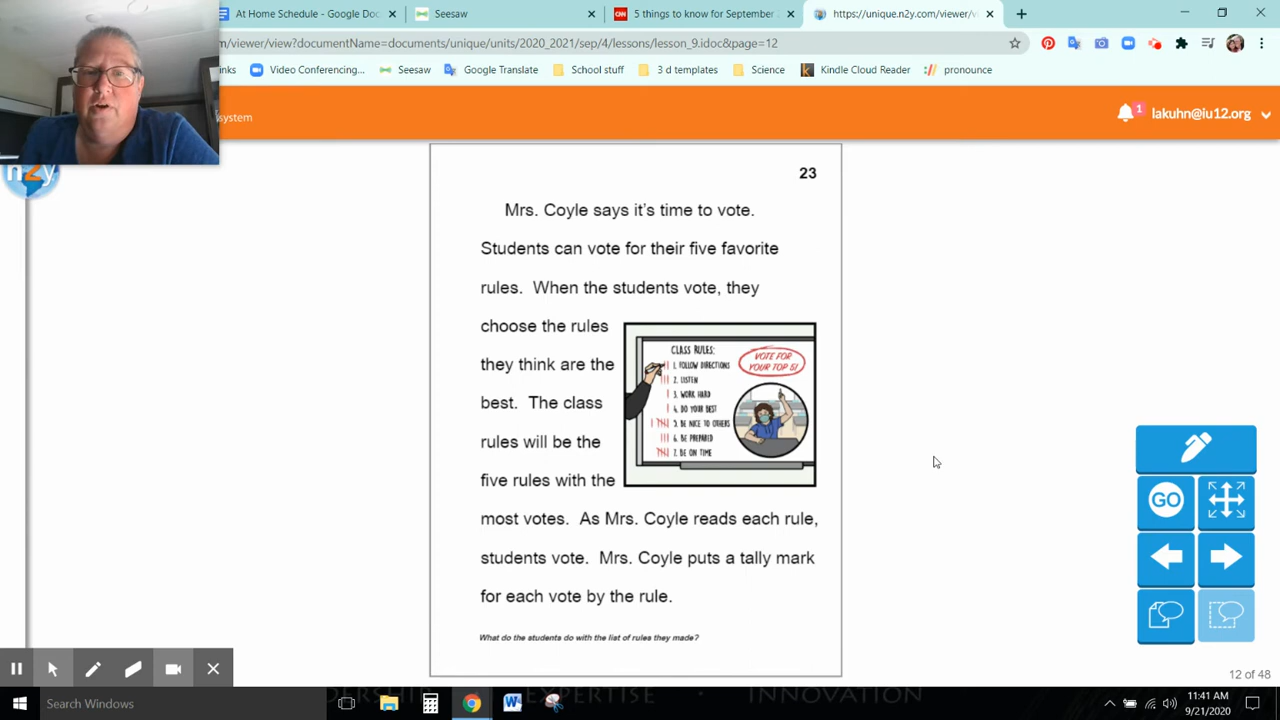 At Home Schedule - Google Doc
Seesaw
5 things to know for September
https://unique.n2y.com/viewer/vi
m/viewer/view?documentName=documents/unique/units/2020_2021/sep/4/lessons/lesson_9.idoc&page=12
Video Conferencing...
Seesaw
Google Translate
School stuff
3 d templates
Science
Kindle Cloud Reader
pronounce
system
1
lakuhn@iu12.org
n2y
23
Mrs. Coyle says it's time to vote.
Students can vote for their five favorite
rules. When the students vote, they
choose the rules
they think are the
best. The class
rules will be the
five rules with the
most votes. As Mrs. Coyle reads each rule,
students vote. Mrs. Coyle puts a tally mark
for each vote by the rule.
CLASS RULES:
1. FOLLOW DIRECTIONS
2. LISTEN
3. WORK HARD
4. DO YOUR BEST
5. BE NICE TO OTHERS
6. BE PREPARED
7. BE ON TIME
VOTE FOR
YOUR TOP 5!
What do the students do with the list of rules they made?
GO
12 of 48
EXPERTISE · INNOVATION
Search Windows
11:41 AM
9/21/2020